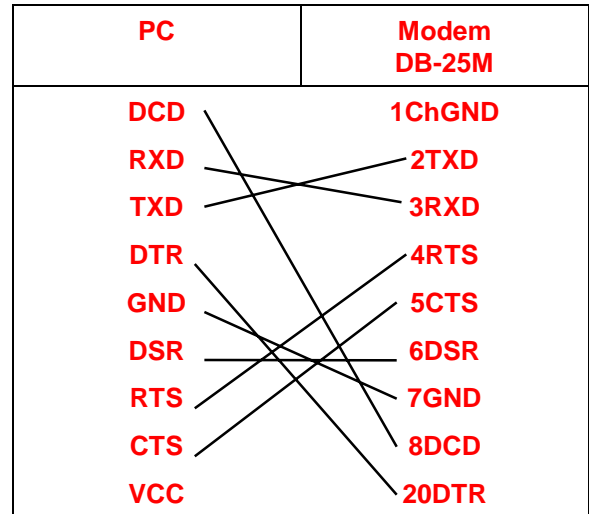 PC
Modem
DB-25M
DCD
1ChGND
RXD
2TXD
TXD
3RXD
DTR
4RTS
GND
5CTS
DSR
6DSR
RTS
7GND
CTS
8DCD
VCC
20DTR